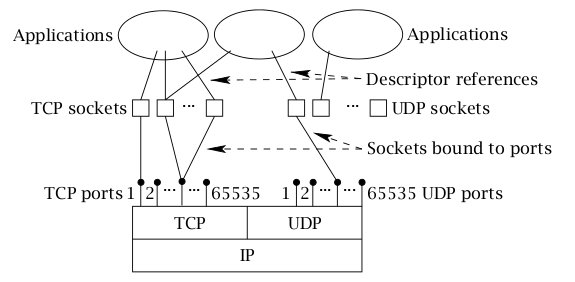 Applications
Applications
Descriptor references
TCP sockets ... ... UDP sockets
Sockets bound to ports
TCP ports 1 2 ... ... 65535 1 2 ... ... 65535 UDP ports
TCP UDP
IP